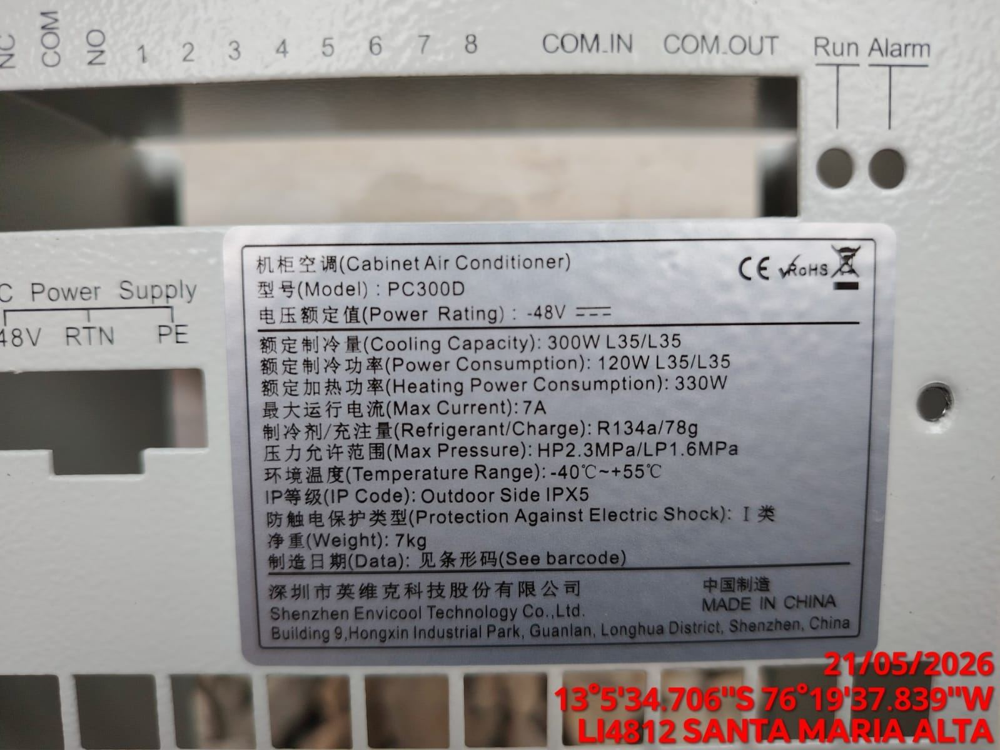 NC COM NO 1 2 3 4 5 6 7 8 COM.IN COM.OUT Run Alarm
C Power Supply
48V RTN PE
机柜空调(Cabinet Air Conditioner)
CE RoHS
型号(Model) : PC300D
电压额定值(Power Rating) : -48V ⎓
额定制冷量(Cooling Capacity): 300W L35/L35
额定制冷功率(Power Consumption): 120W L35/L35
额定加热功率(Heating Power Consumption): 330W
最大运行电流(Max Current): 7A
制冷剂/充注量(Refrigerant/Charge): R134a/78g
压力允许范围(Max Pressure): HP2.3MPa/LP1.6MPa
环境温度(Temperature Range): -40℃~+55℃
IP等级(IP Code): Outdoor Side IPX5
防触电保护类型(Protection Against Electric Shock): I 类
净重(Weight): 7kg
制造日期(Data): 见条形码(See barcode)
深圳市英维克科技股份有限公司
Shenzhen Envicool Technology Co.,Ltd.
中国制造
MADE IN CHINA
Building 9,Hongxin Industrial Park, Guanlan, Longhua District, Shenzhen, China
21/05/2026
13°5'34.706"S 76°19'37.839"W
LI4812 SANTA MARIA ALTA